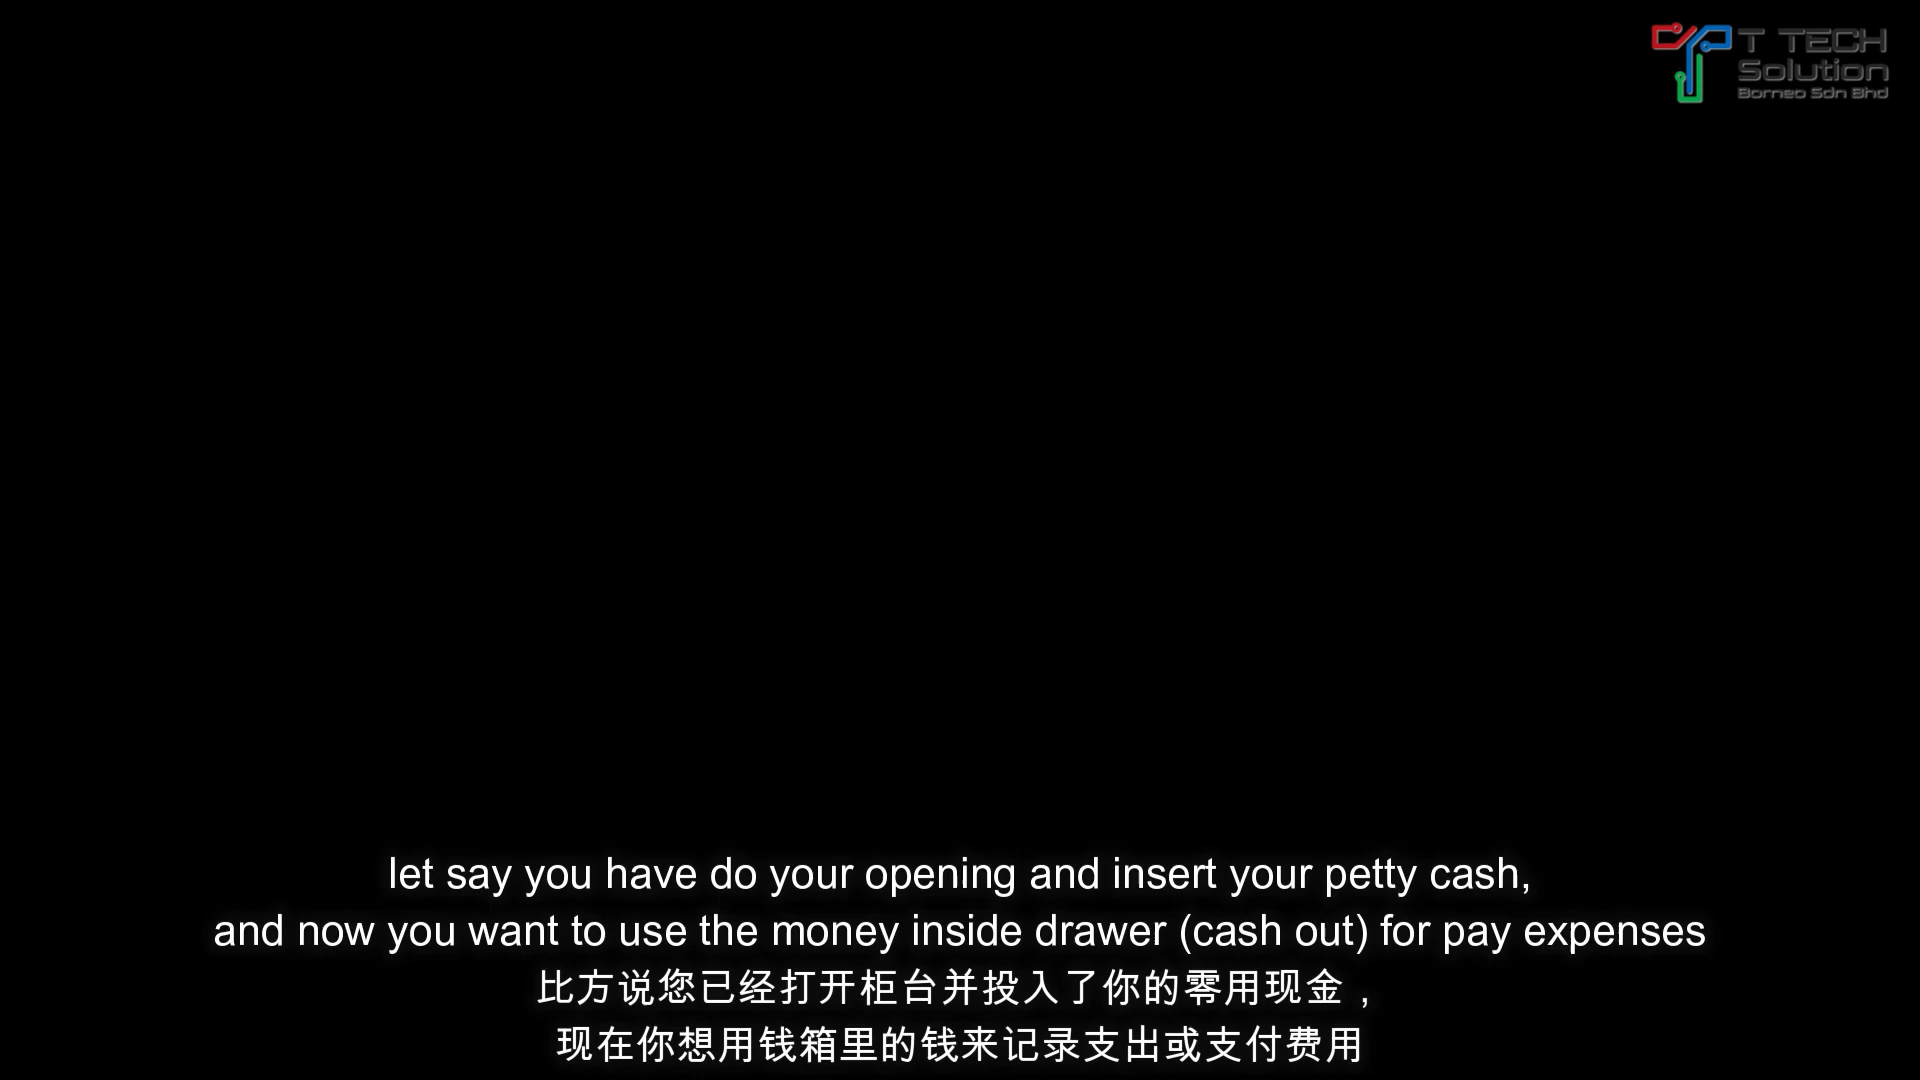 T TECH
Solution
Borneo Sdn Bhd
let say you have do your opening and insert your petty cash,
and now you want to use the money inside drawer (cash out) for pay expenses
比方说您已经打开柜台并投入了你的零用现金，
现在你想用钱箱里的钱来记录支出或支付费用